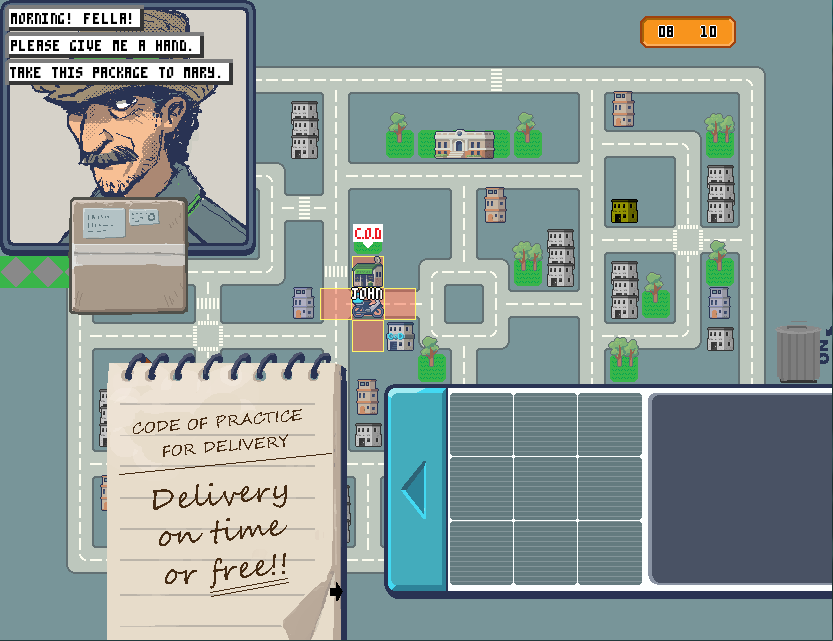 MORNING! FELLA!
PLEASE GIVE ME A HAND.
TAKE THIS PACKAGE TO MARY.
08 10
C.O.D
JOHN
CODE OF PRACTICE
FOR DELIVERY
Delivery
on time
or free!!